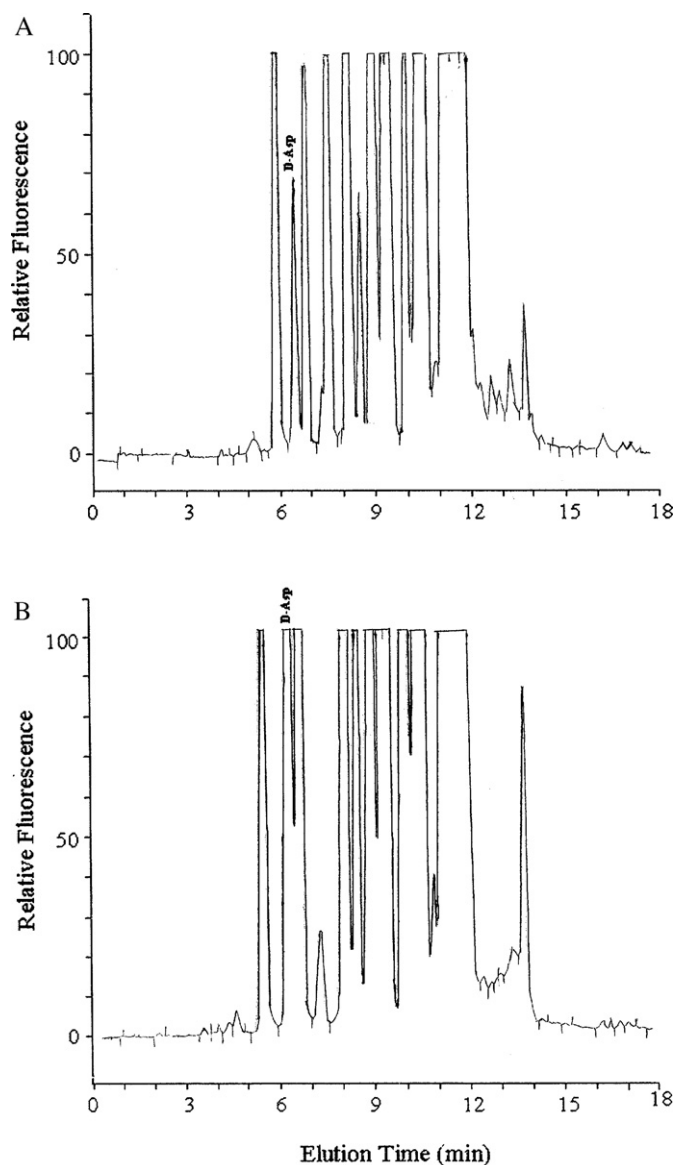 A
100
50
0
Relative Fluorescence
D-Asp
0 3 6 9 12 15 18
B
100
50
0
Relative Fluorescence
D-Asp
0 3 6 9 12 15 18
Elution Time (min)